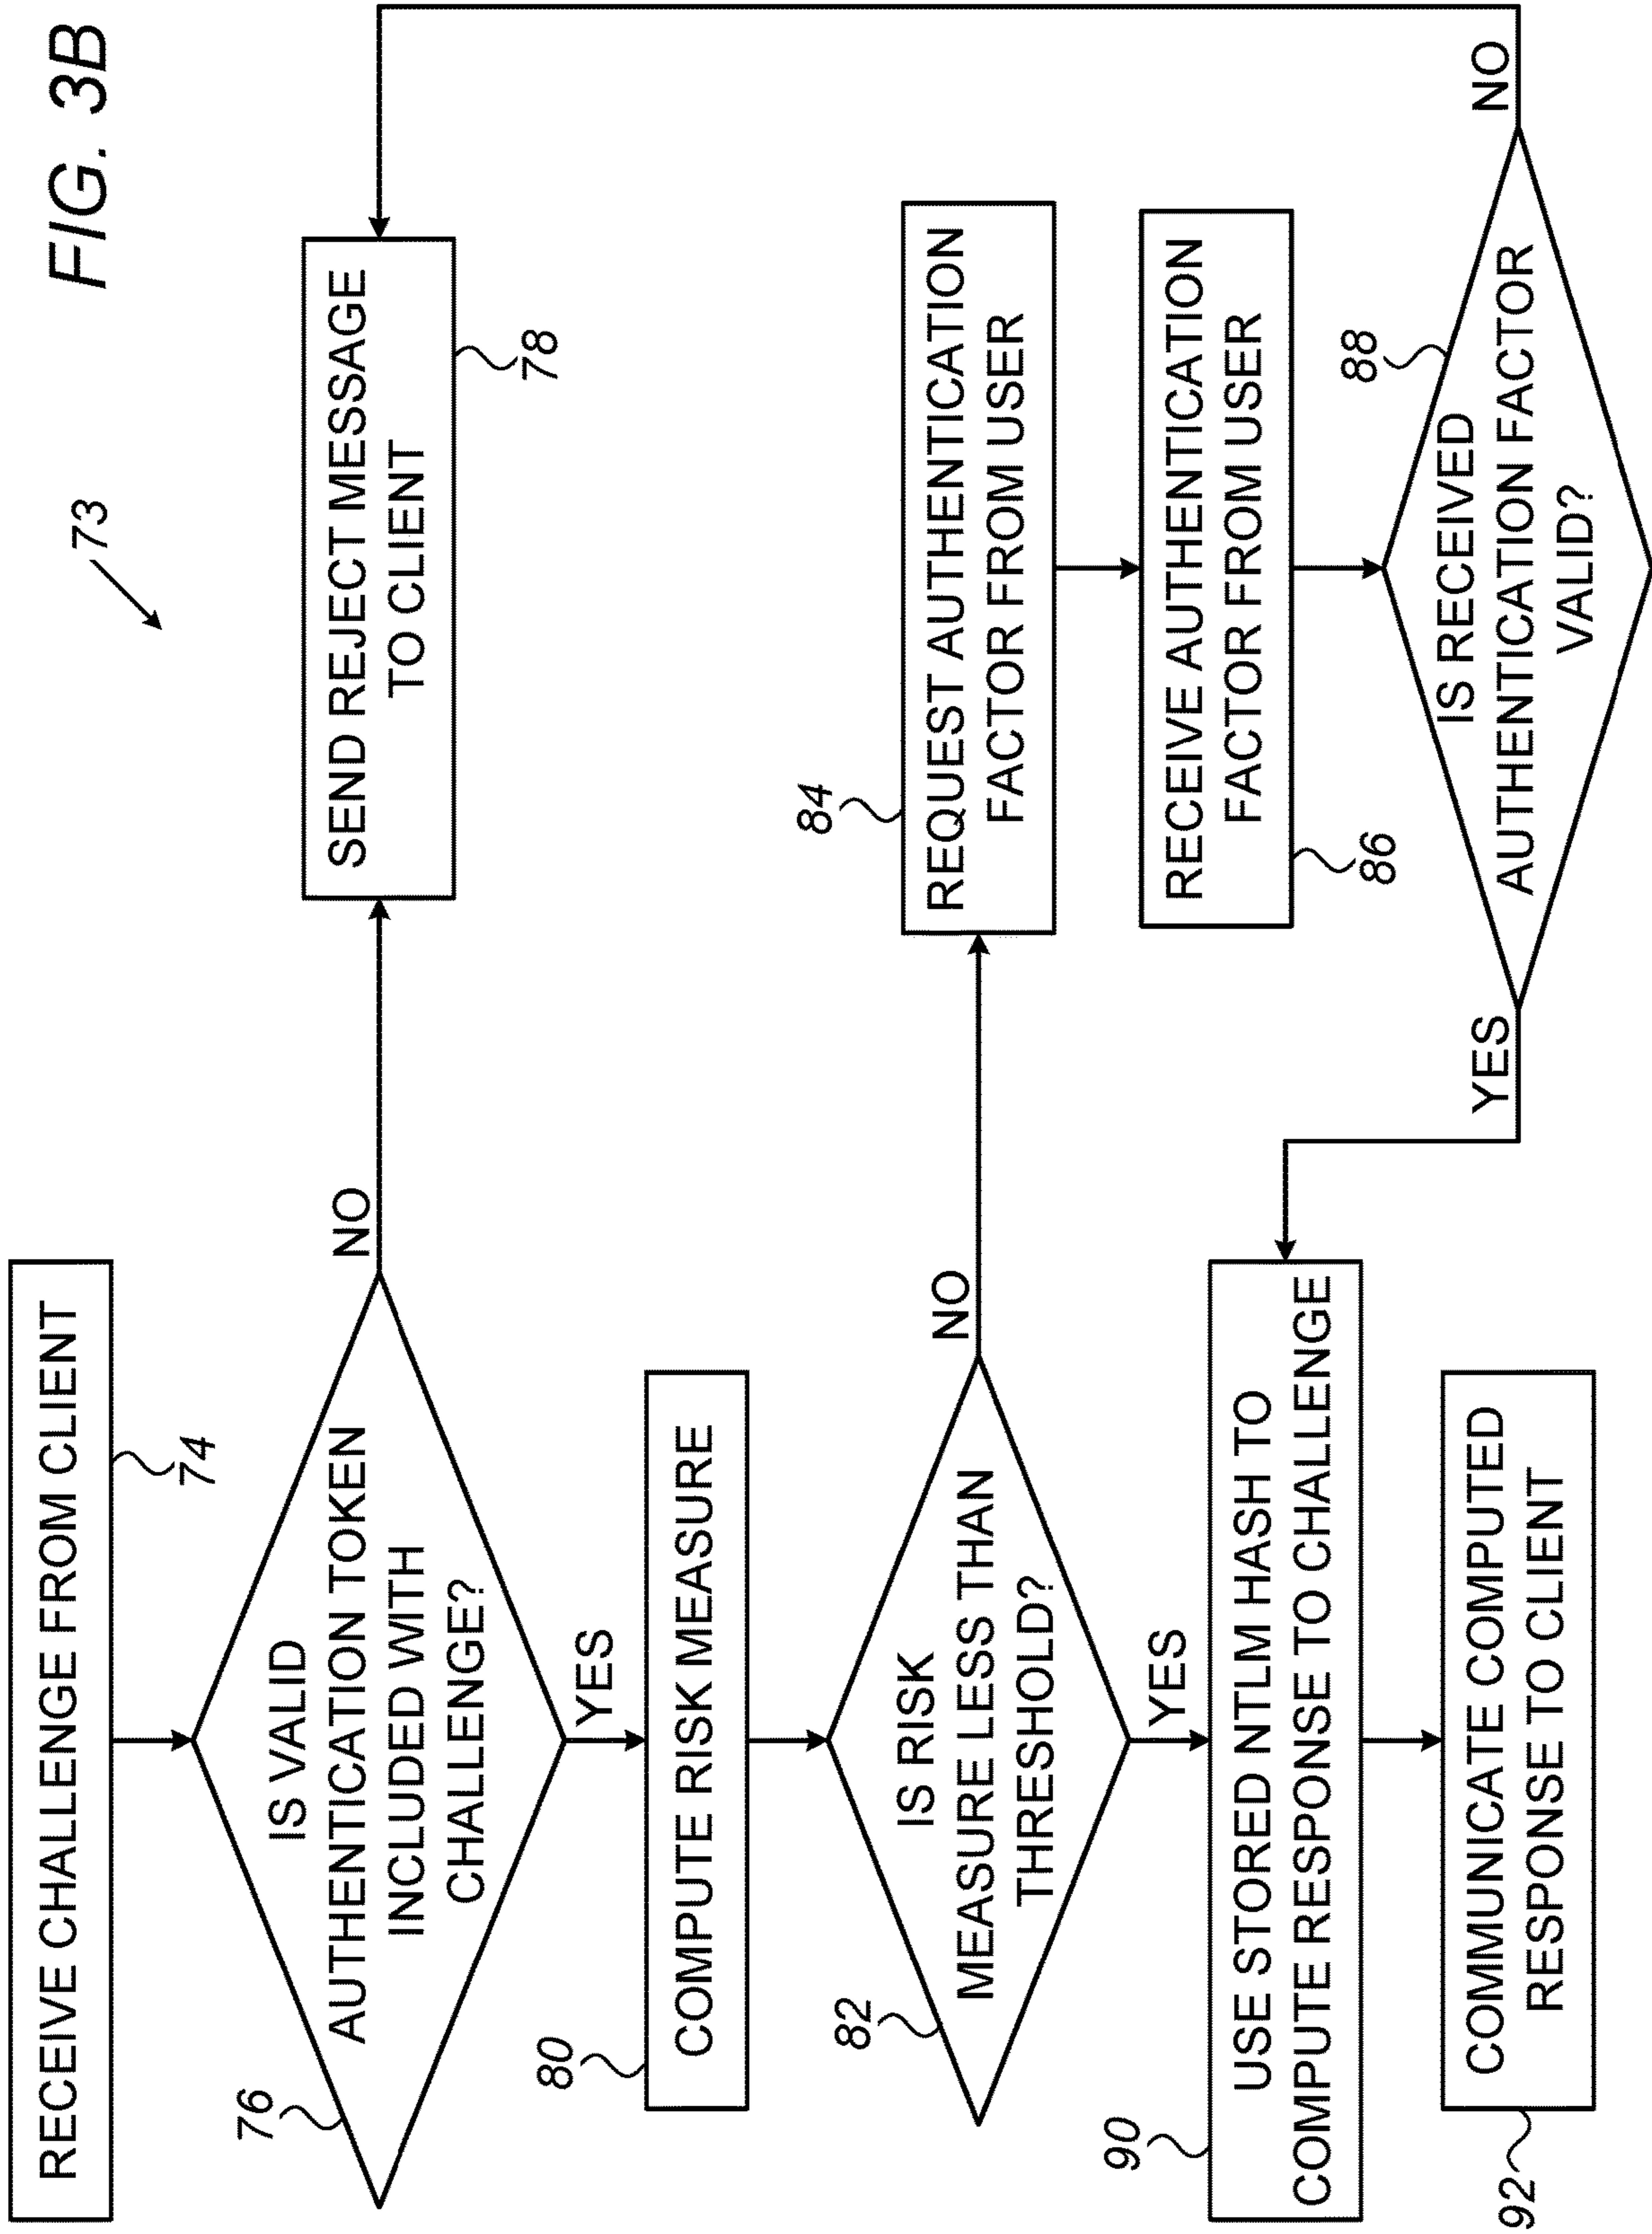 FIG. 3B
73
RECEIVE CHALLENGE FROM CLIENT
74
IS VALID
AUTHENTICATION TOKEN
INCLUDED WITH
CHALLENGE?
76
NO
SEND REJECT MESSAGE
TO CLIENT
78
YES
80
COMPUTE RISK MEASURE
82
IS RISK
MEASURE LESS THAN
THRESHOLD?
NO
84
REQUEST AUTHENTICATION
FACTOR FROM USER
RECEIVE AUTHENTICATION
FACTOR FROM USER
86
88
IS RECEIVED
AUTHENTICATION FACTOR
VALID?
NO
YES
YES
90
USE STORED NTLM HASH TO
COMPUTE RESPONSE TO CHALLENGE
COMMUNICATE COMPUTED
RESPONSE TO CLIENT
92